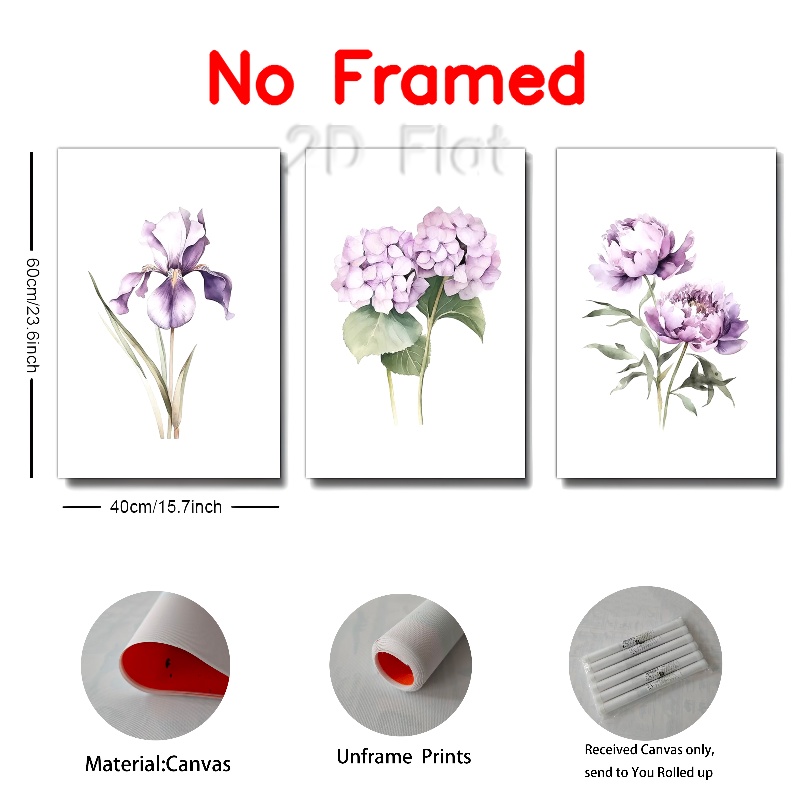 No Framed
2D Flat
60cm/23.6inch
40cm/15.7inch
Material:Canvas
Unframe Prints
Received Canvas only,
send to You Rolled up